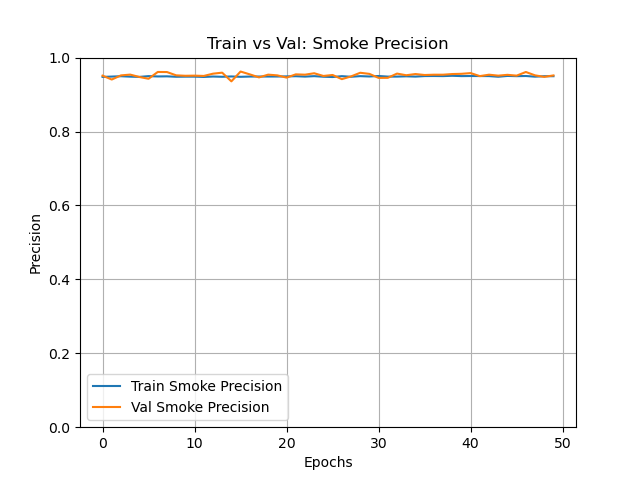 Train vs Val: Smoke Precision
1.0
0.8
0.6
0.4
0.2
0.0
Precision
Train Smoke Precision
Val Smoke Precision
0 10 20 30 40 50
Epochs